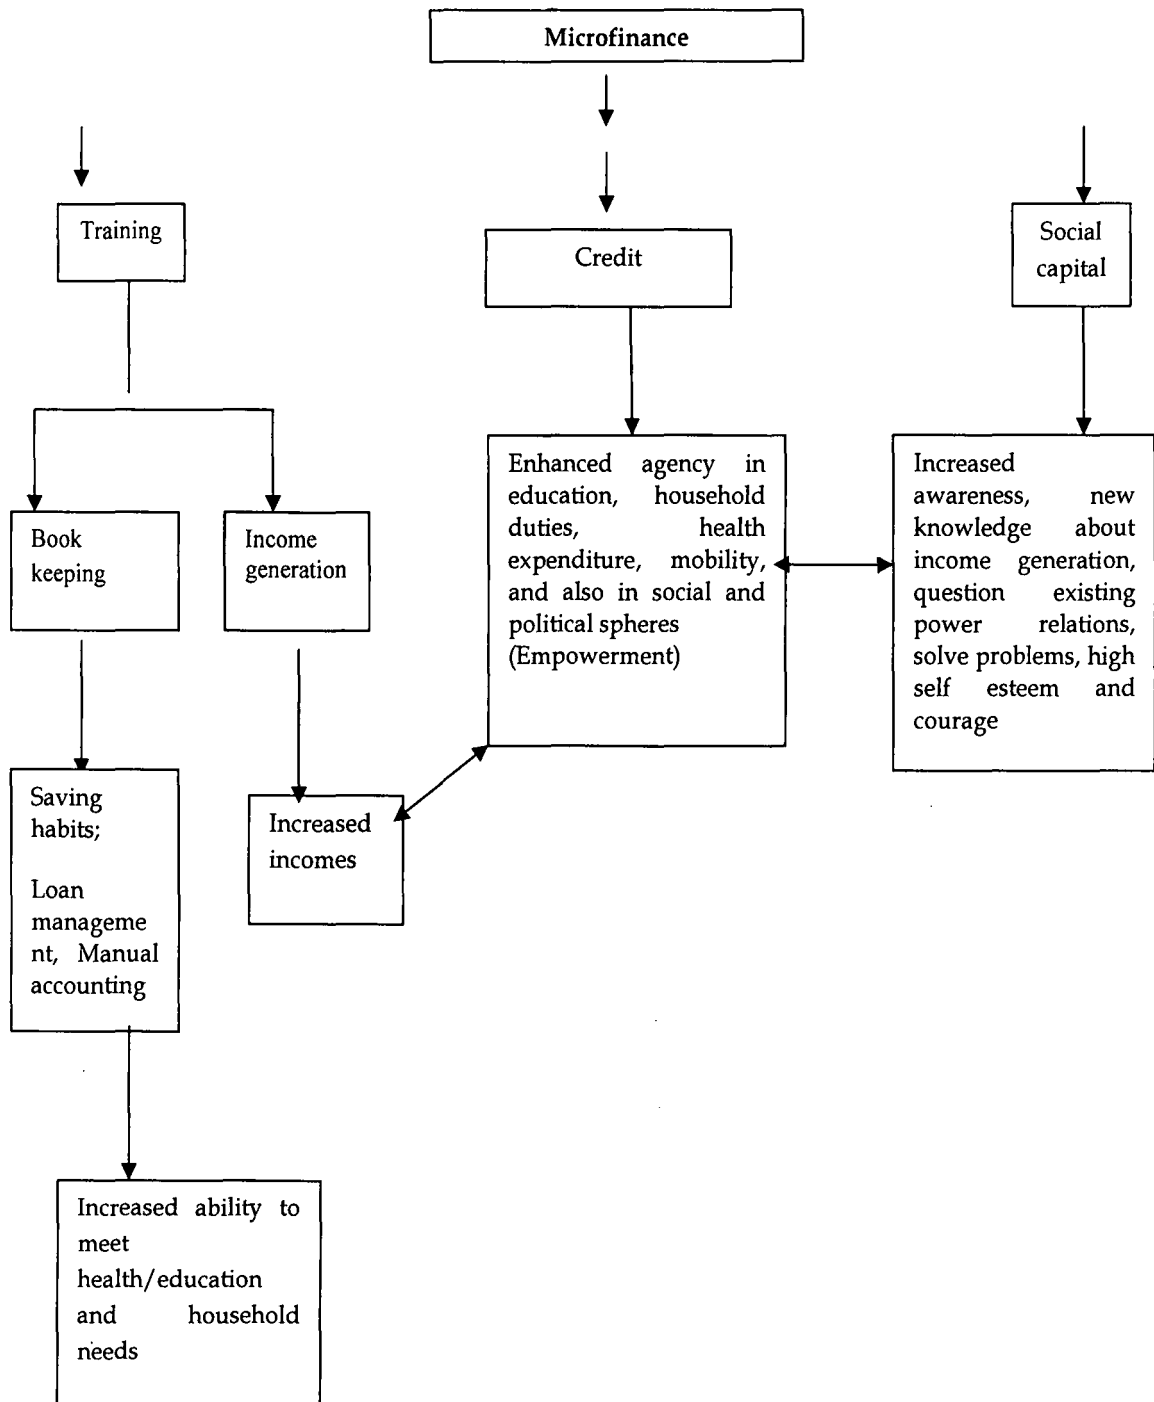 Microfinance
Training
Credit
Social
capital
Book
keeping
Income
generation
Enhanced agency in
education, household
duties, health
expenditure, mobility,
and also in social and
political spheres
(Empowerment)
Increased
awareness, new
knowledge about
income generation,
question existing
power relations,
solve problems, high
self esteem and
courage
Saving
habits;
Loan
manageme
nt, Manual
accounting
Increased
incomes
Increased ability to
meet
health/education
and household
needs